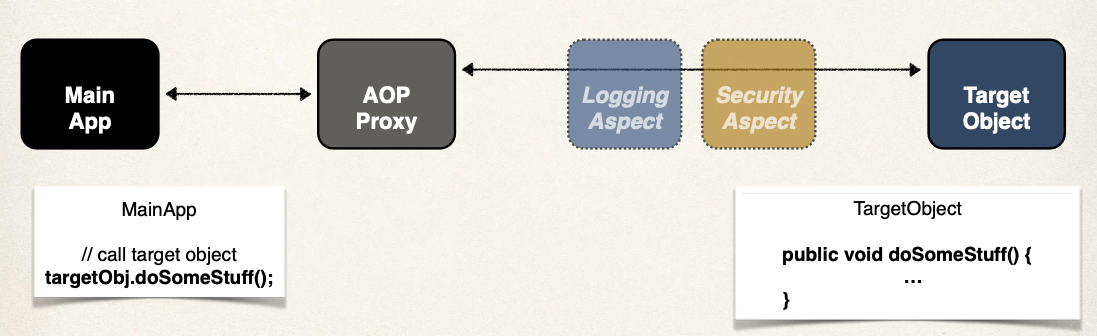 Main
App
AOP
Proxy
Logging
Aspect
Security
Aspect
Target
Object
MainApp
// call target object
targetObj.doSomeStuff();
TargetObject
public void doSomeStuff() {
...
}